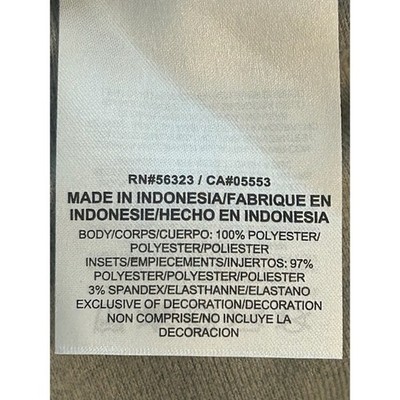 RN#56323 / CA#05553
MADE IN INDONESIA/FABRIQUE EN
INDONESIE/HECHO EN INDONESIA
BODY/CORPS/CUERPO: 100% POLYESTER/
POLYESTER/POLIESTER
INSETS/EMPIECEMENTS/INJERTOS: 97%
POLYESTER/POLYESTER/POLIESTER
3% SPANDEX/ELASTHANNE/ELASTANO
EXCLUSIVE OF DECORATION/DECORATION
NON COMPRISE/NO INCLUYE LA
DECORACION